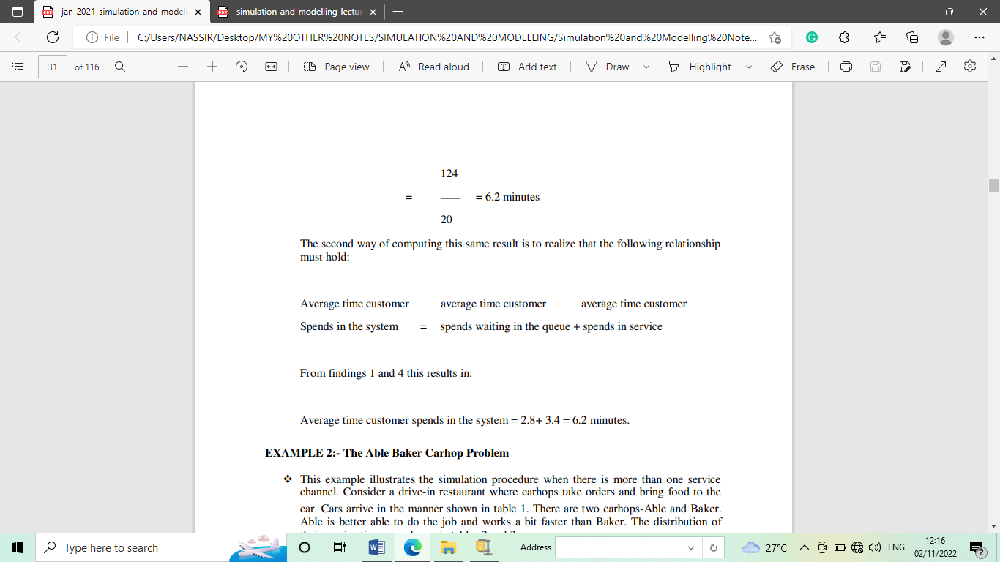 jan-2021-simulation-and-modeli
simulation-and-modelling-lectur
File
C:/Users/NASSIR/Desktop/MY%20OTHER%20NOTES/SIMULATION%20AND%20MODELLING/Simulation%20and%20Modelling%20Note...
31 of 116
Page view
Read aloud
Add text
Draw
Highlight
Erase
124
= —— = 6.2 minutes
20
The second way of computing this same result is to realize that the following relationship
must hold:
Average time customer average time customer average time customer
Spends in the system = spends waiting in the queue + spends in service
From findings 1 and 4 this results in:
Average time customer spends in the system = 2.8+ 3.4 = 6.2 minutes.
EXAMPLE 2:- The Able Baker Carhop Problem
❖ This example illustrates the simulation procedure when there is more than one service
channel. Consider a drive-in restaurant where carhops take orders and bring food to the
car. Cars arrive in the manner shown in table 1. There are two carhops-Able and Baker.
Able is better able to do the job and works a bit faster than Baker. The distribution of
Type here to search
Address
27°C
ENG
12:16
02/11/2022
2